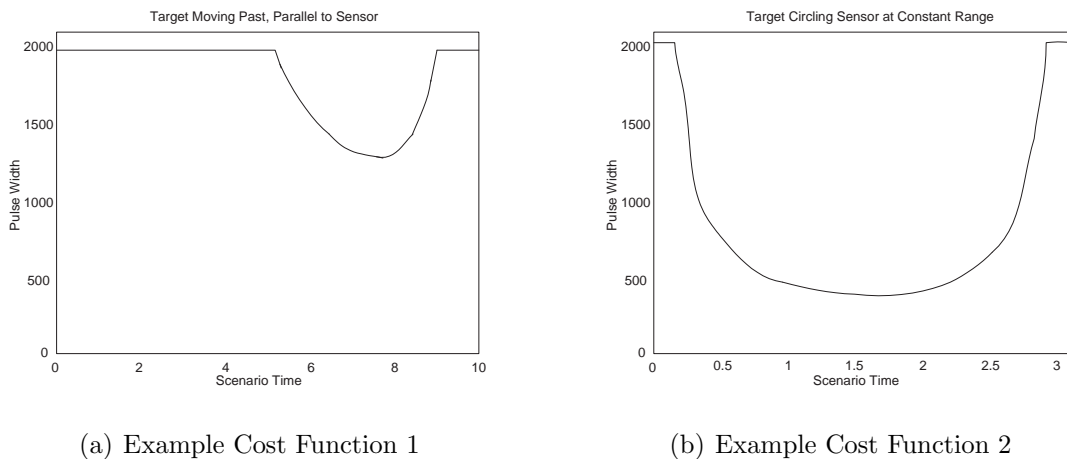 Target Moving Past, Parallel to Sensor
2000
1500
1000
500
0
Pulse Width
0 2 4 6 8 10
Scenario Time
(a) Example Cost Function 1
Target Circling Sensor at Constant Range
2000
1500
1000
500
0
Pulse Width
0 0.5 1 1.5 2 2.5 3
Scenario Time
(b) Example Cost Function 2